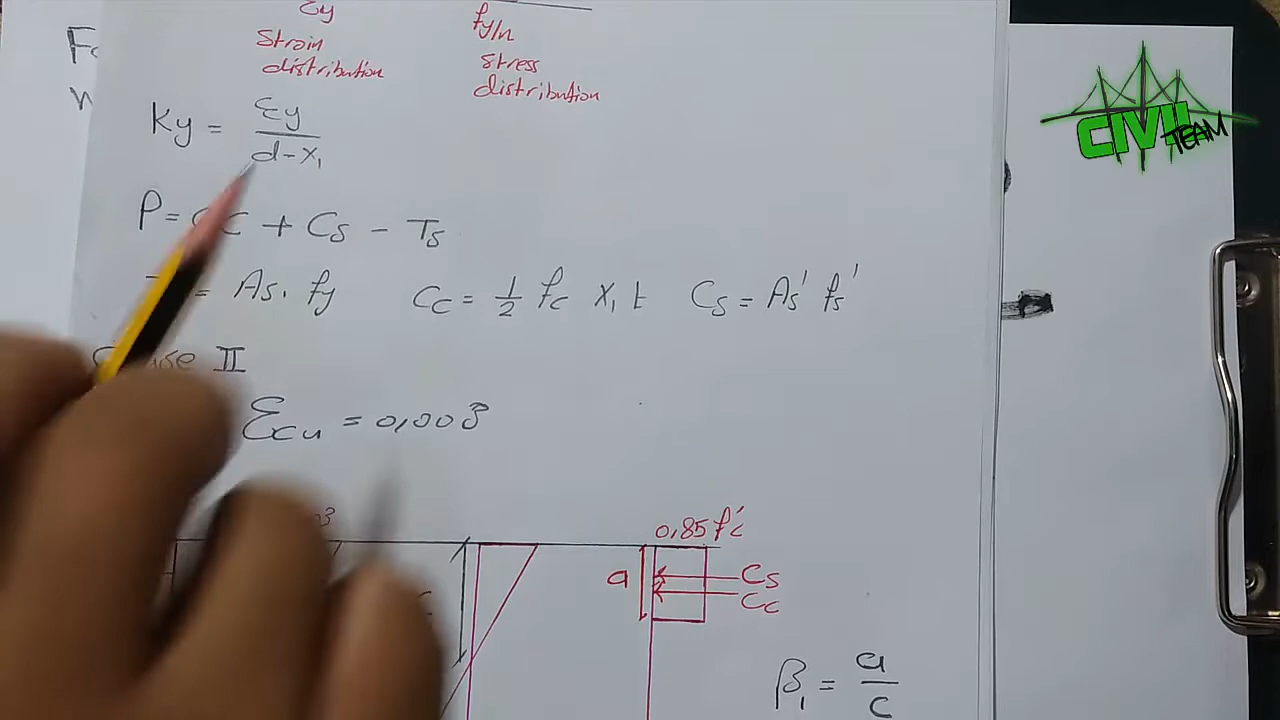 εy
Strain
distribution
fy/n
stress
distribution
Ky = εy / d-x₁
P = Cc + Cs - Ts
= As. fy
Cc = 1/2 fc x₁ t
Cs = As' fs'
II
εcu = 0,003
0,85 f'c
a
Cs
Cc
β₁ = a / c
CIVIL
TEAM